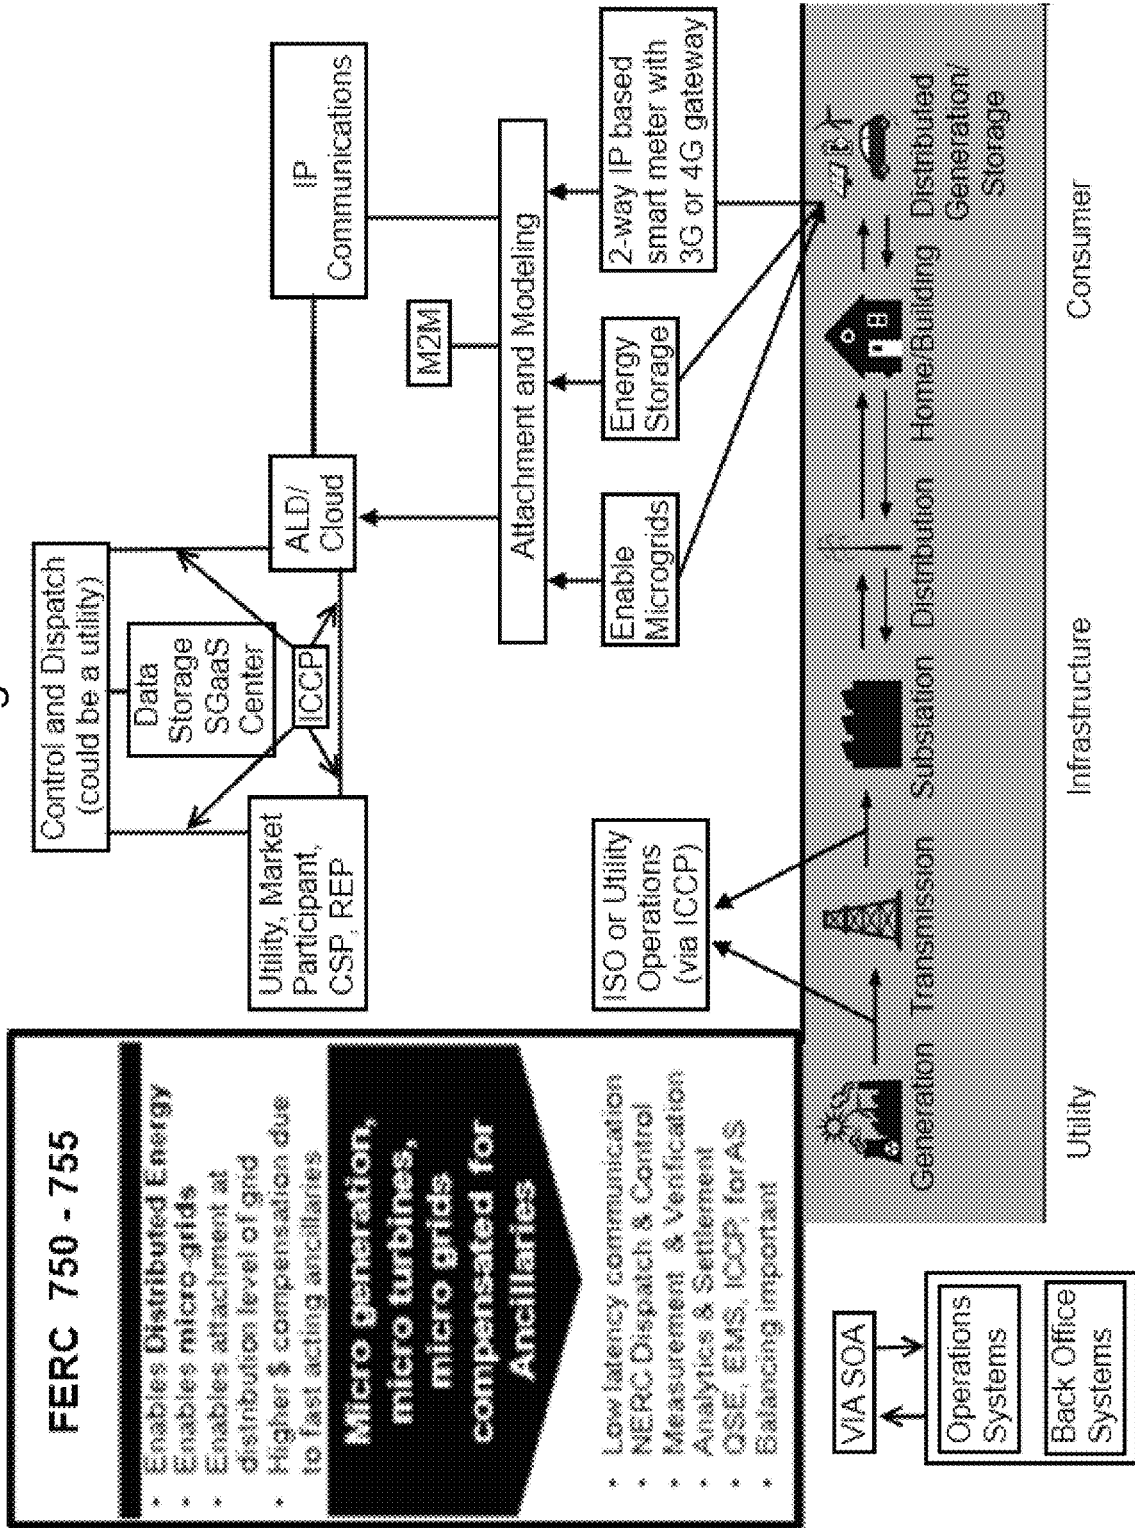 FERC 750 - 755
• Enables Distributed Energy
• Enables micro-grids
• Enables attachment at
distribution level of grid
• Higher $ compensation due
to fast acting ancillaries
Micro generation,
micro turbines,
micro grids
compensated for
Ancillaries
• Low latency communication
• NERC Dispatch & Control
• Measurement & Verification
• Analytics & Settlement
• QSE, EMS, ICCP, for AS
• Balancing important
Control and Dispatch
(could be a utility)
Data
Storage
SGaaS
Center
ICCP
Utility, Market
Participant,
CSP, REP
ALD/
Cloud
IP
Communications
M2M
Attachment and Modeling
Enable
Microgrids
Energy
Storage
2-way IP based
smart meter with
3G or 4G gateway
ISO or Utility
Operations
(via ICCP)
Generation
Transmission
Substation
Distribution
Home/Building
Distributed
Generation/
Storage
Utility
Infrastructure
Consumer
VIA SOA
Operations
Systems
Back Office
Systems